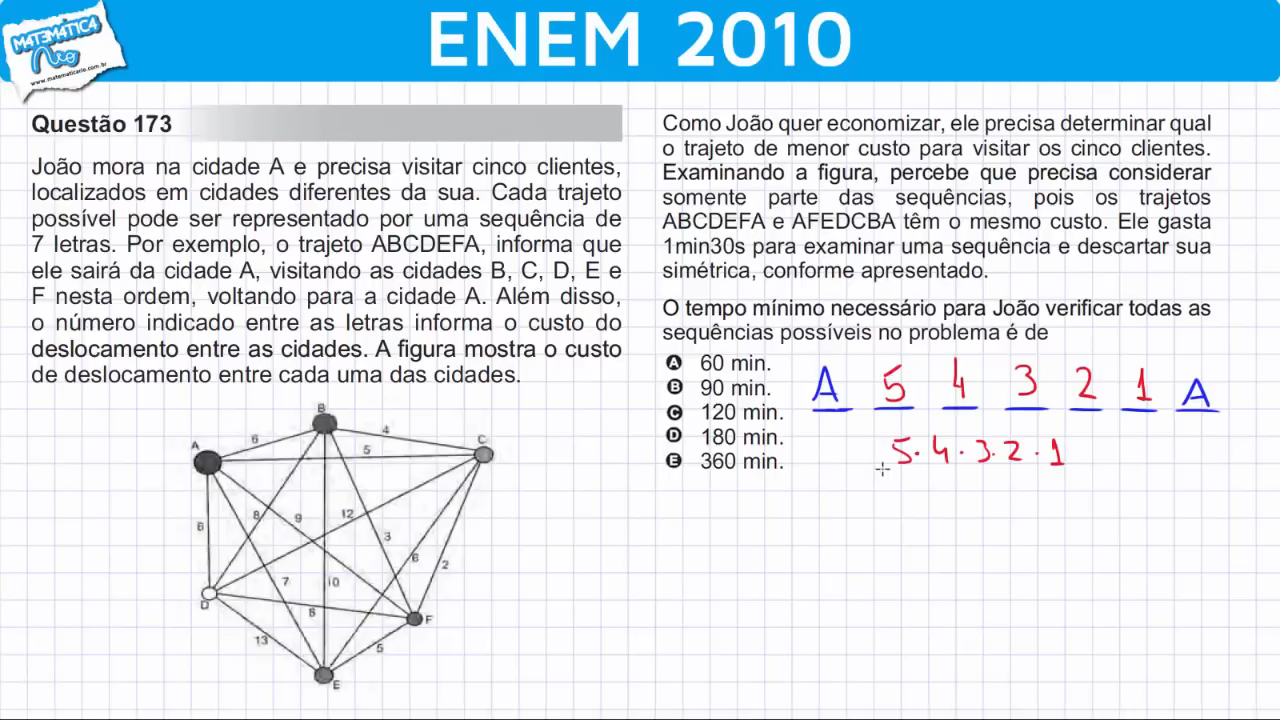 MATEMÁTICA
Rio
www.matematicario.com.br
ENEM 2010
Questão 173
João mora na cidade A e precisa visitar cinco clientes,
localizados em cidades diferentes da sua. Cada trajeto
possível pode ser representado por uma sequência de
7 letras. Por exemplo, o trajeto ABCDEFA, informa que
ele sairá da cidade A, visitando as cidades B, C, D, E e
F nesta ordem, voltando para a cidade A. Além disso,
o número indicado entre as letras informa o custo do
deslocamento entre as cidades. A figura mostra o custo
de deslocamento entre cada uma das cidades.
B
A
6
4
C
5
8
9
12
6
3
6
2
7
10
D
6
F
13
5
E
Como João quer economizar, ele precisa determinar qual
o trajeto de menor custo para visitar os cinco clientes.
Examinando a figura, percebe que precisa considerar
somente parte das sequências, pois os trajetos
ABCDEFA e AFEDCBA têm o mesmo custo. Ele gasta
1min30s para examinar uma sequência e descartar sua
simétrica, conforme apresentado.
O tempo mínimo necessário para João verificar todas as
sequências possíveis no problema é de
A 60 min.
B 90 min.
C 120 min.
D 180 min.
E 360 min.
A 5 4 3 2 1 A
5·4·3·2·1